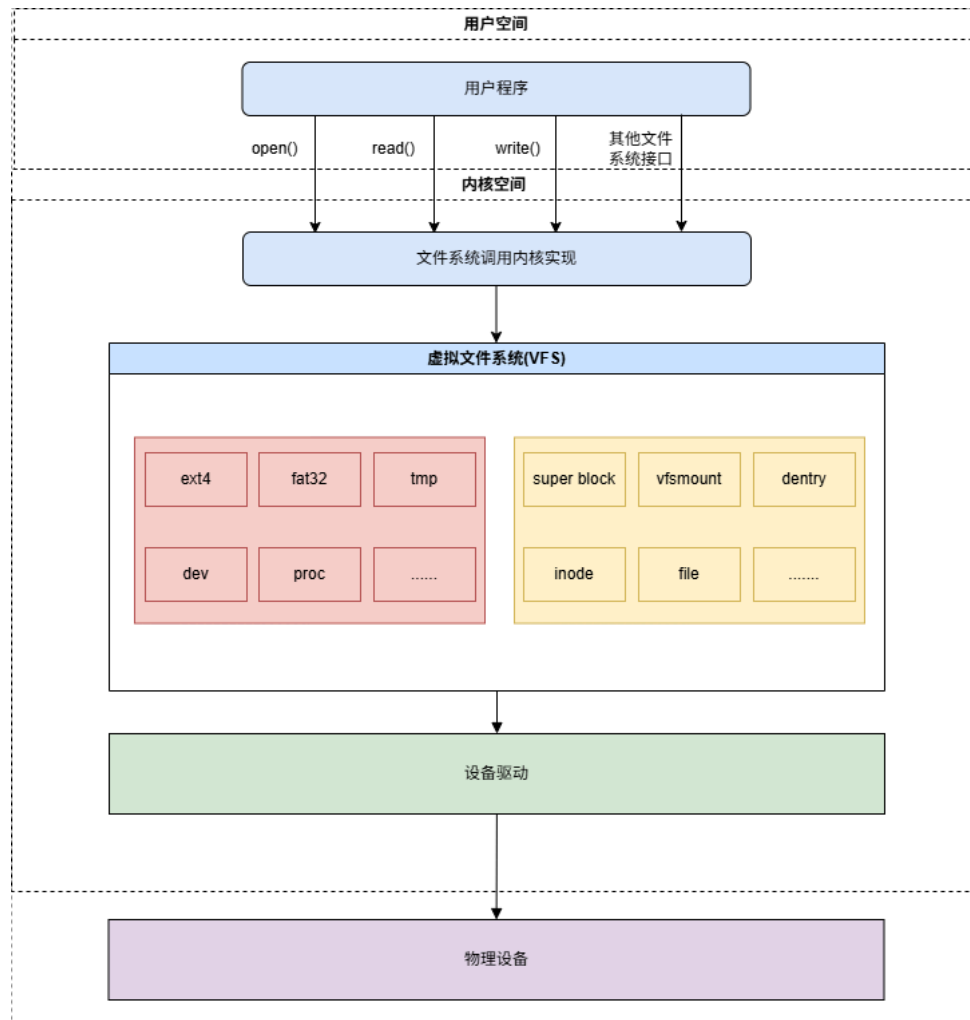 用户空间
用户程序
open()
read()
write()
其他文件
系统接口
内核空间
文件系统调用内核实现
虚拟文件系统(VFS)
ext4
fat32
tmp
super block
vfsmount
dentry
dev
proc
......
inode
file
.......
设备驱动
物理设备